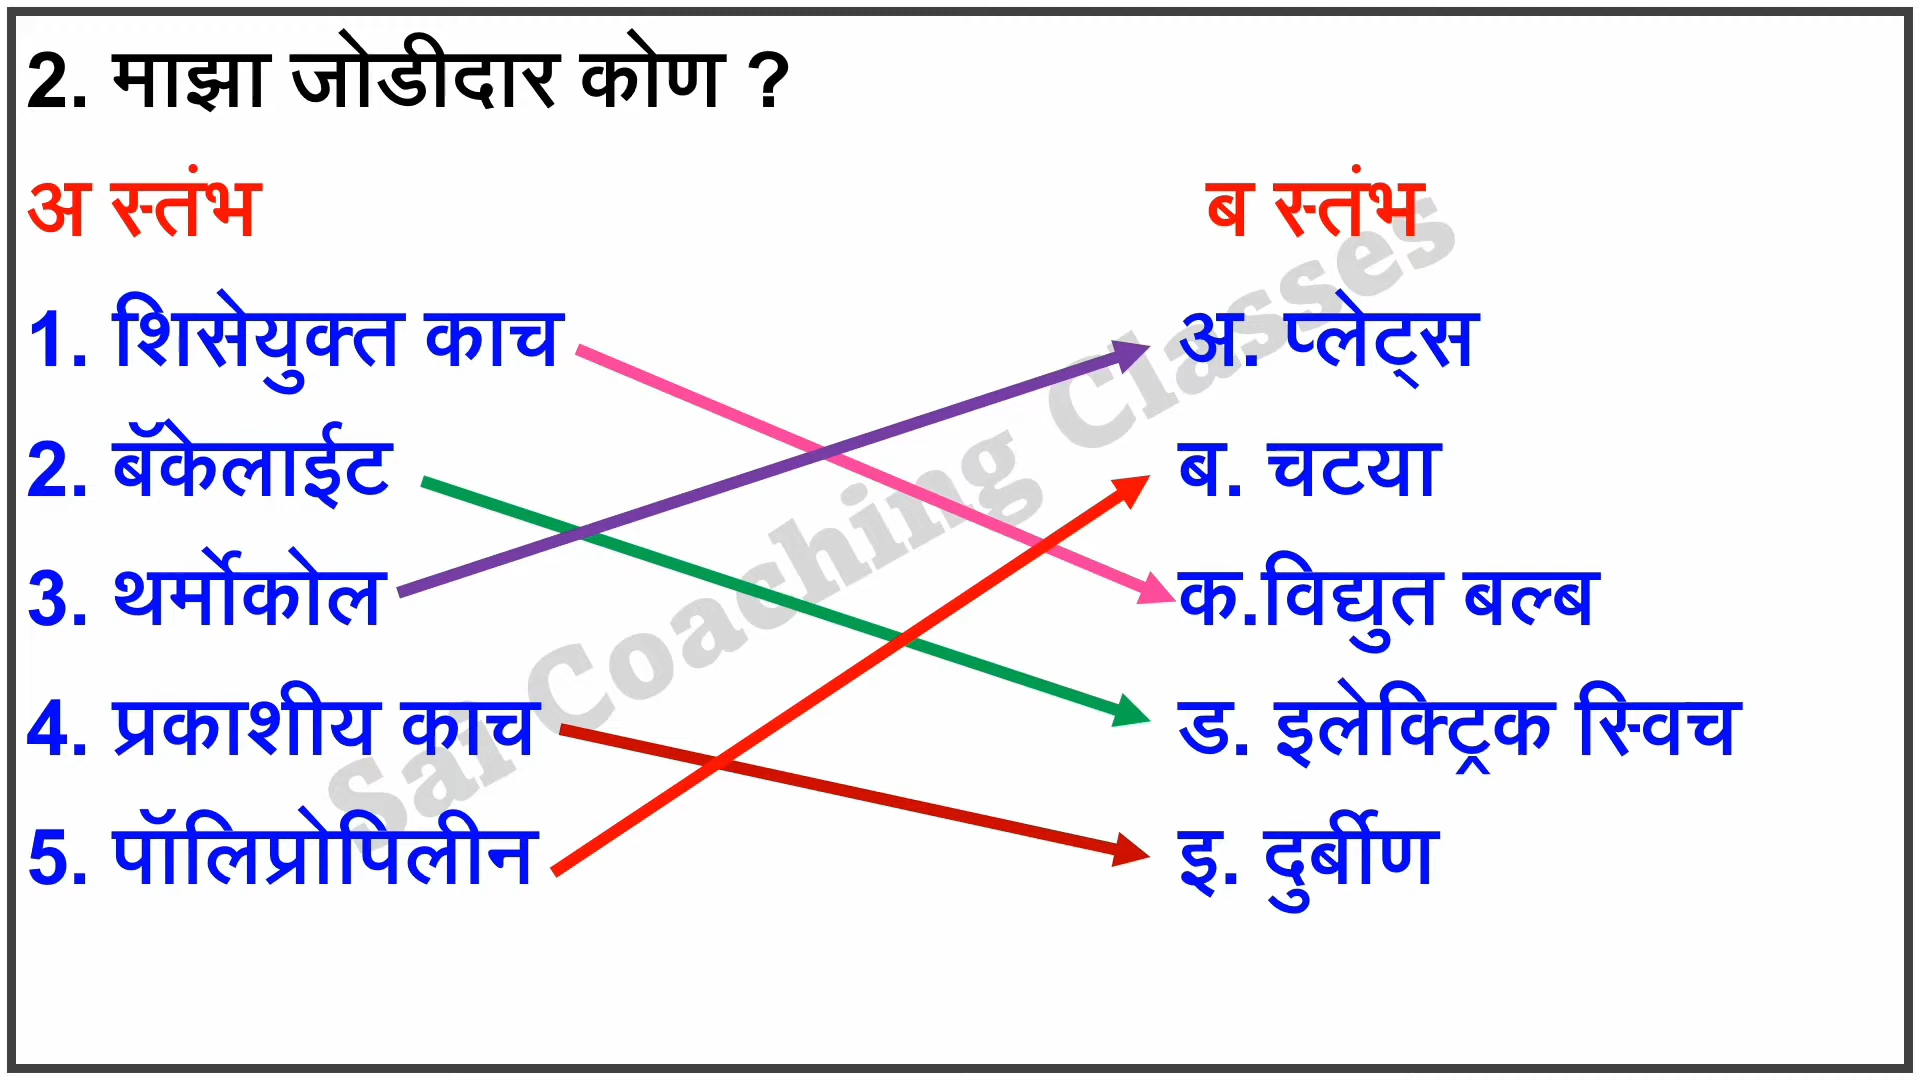 2. माझा जोडीदार कोण ?
अ स्तंभ ब स्तंभ
1. शिसेयुक्त काच अ. प्लेट्स
2. बॅकेलाईट ब. चटया
3. थर्मोकोल क.विद्युत बल्ब
4. प्रकाशीय काच ड. इलेक्ट्रिक स्विच
5. पॉलिप्रोपिलीन इ. दुर्बीण
Sai Coaching Classes